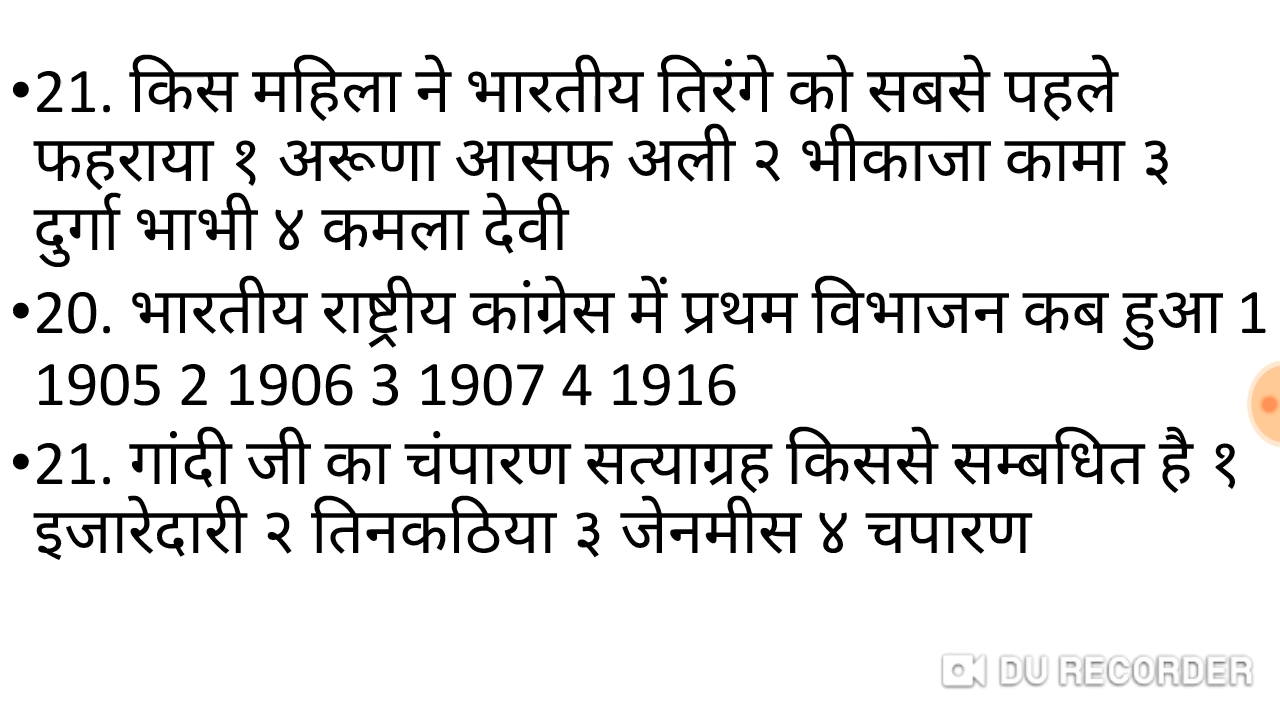 •21. किस महिला ने भारतीय तिरंगे को सबसे पहले
फहराया १ अरूणा आसफ अली २ भीकाजा कामा ३
दुर्गा भाभी ४ कमला देवी
•20. भारतीय राष्ट्रीय कांग्रेस में प्रथम विभाजन कब हुआ 1
1905 2 1906 3 1907 4 1916
•21. गांदी जी का चंपारण सत्याग्रह किससे सम्बधित है १
इजारेदारी २ तिनकठिया ३ जेनमीस ४ चपारण
DU RECORDER